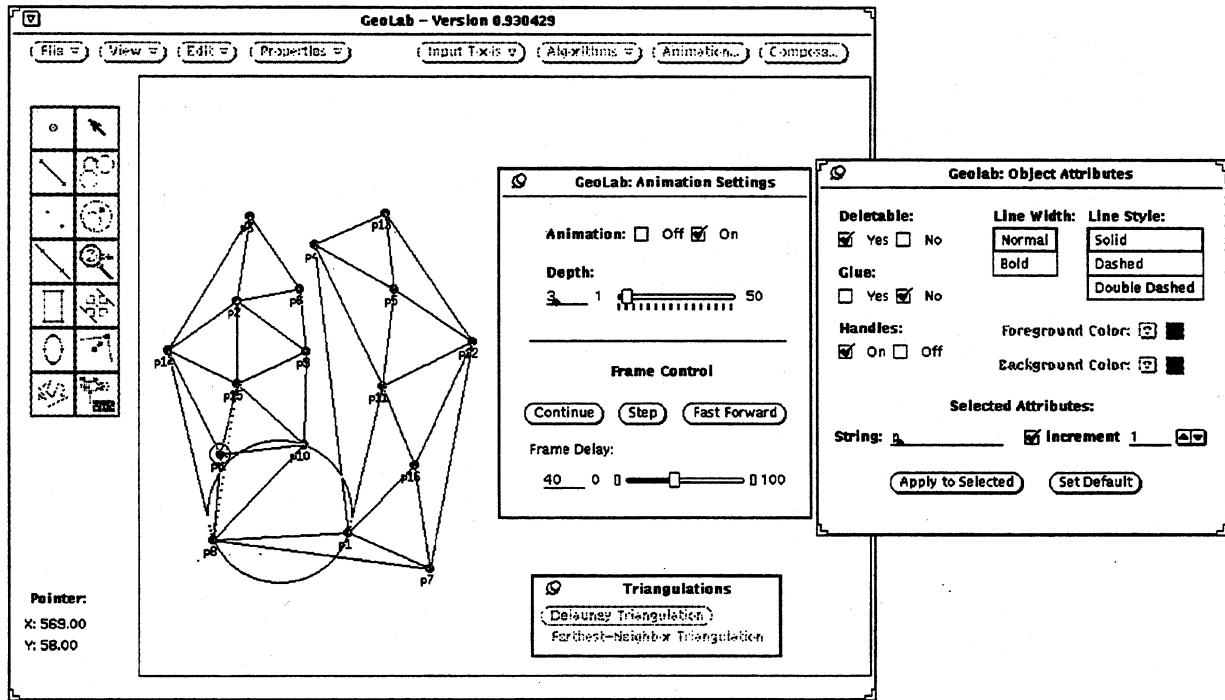 GeoLab – Version 0.930429
File View Edit Properties Input Algorithms Animation... Compose...
GeoLab: Animation Settings
Animation: Off On
Depth:
3 1 50
Frame Control
Continue Step Fast Forward
Frame Delay:
40 0 100
Geolab: Object Attributes
Deletable:
Yes No
Glue:
Yes No
Handles:
On Off
Line Width:
Normal
Bold
Line Style:
Solid
Dashed
Double Dashed
Foreground Color:
Background Color:
Selected Attributes:
String: p Increment 1
Apply to Selected Set Default
p13
p4
p6
p2
p5
p14
p12
p15
p11
p10
p16
p8
p1
p7
Triangulations
Delaunay Triangulation
Farthest-Neighbor Triangulation
Pointer:
X: 569.00
Y: 58.00